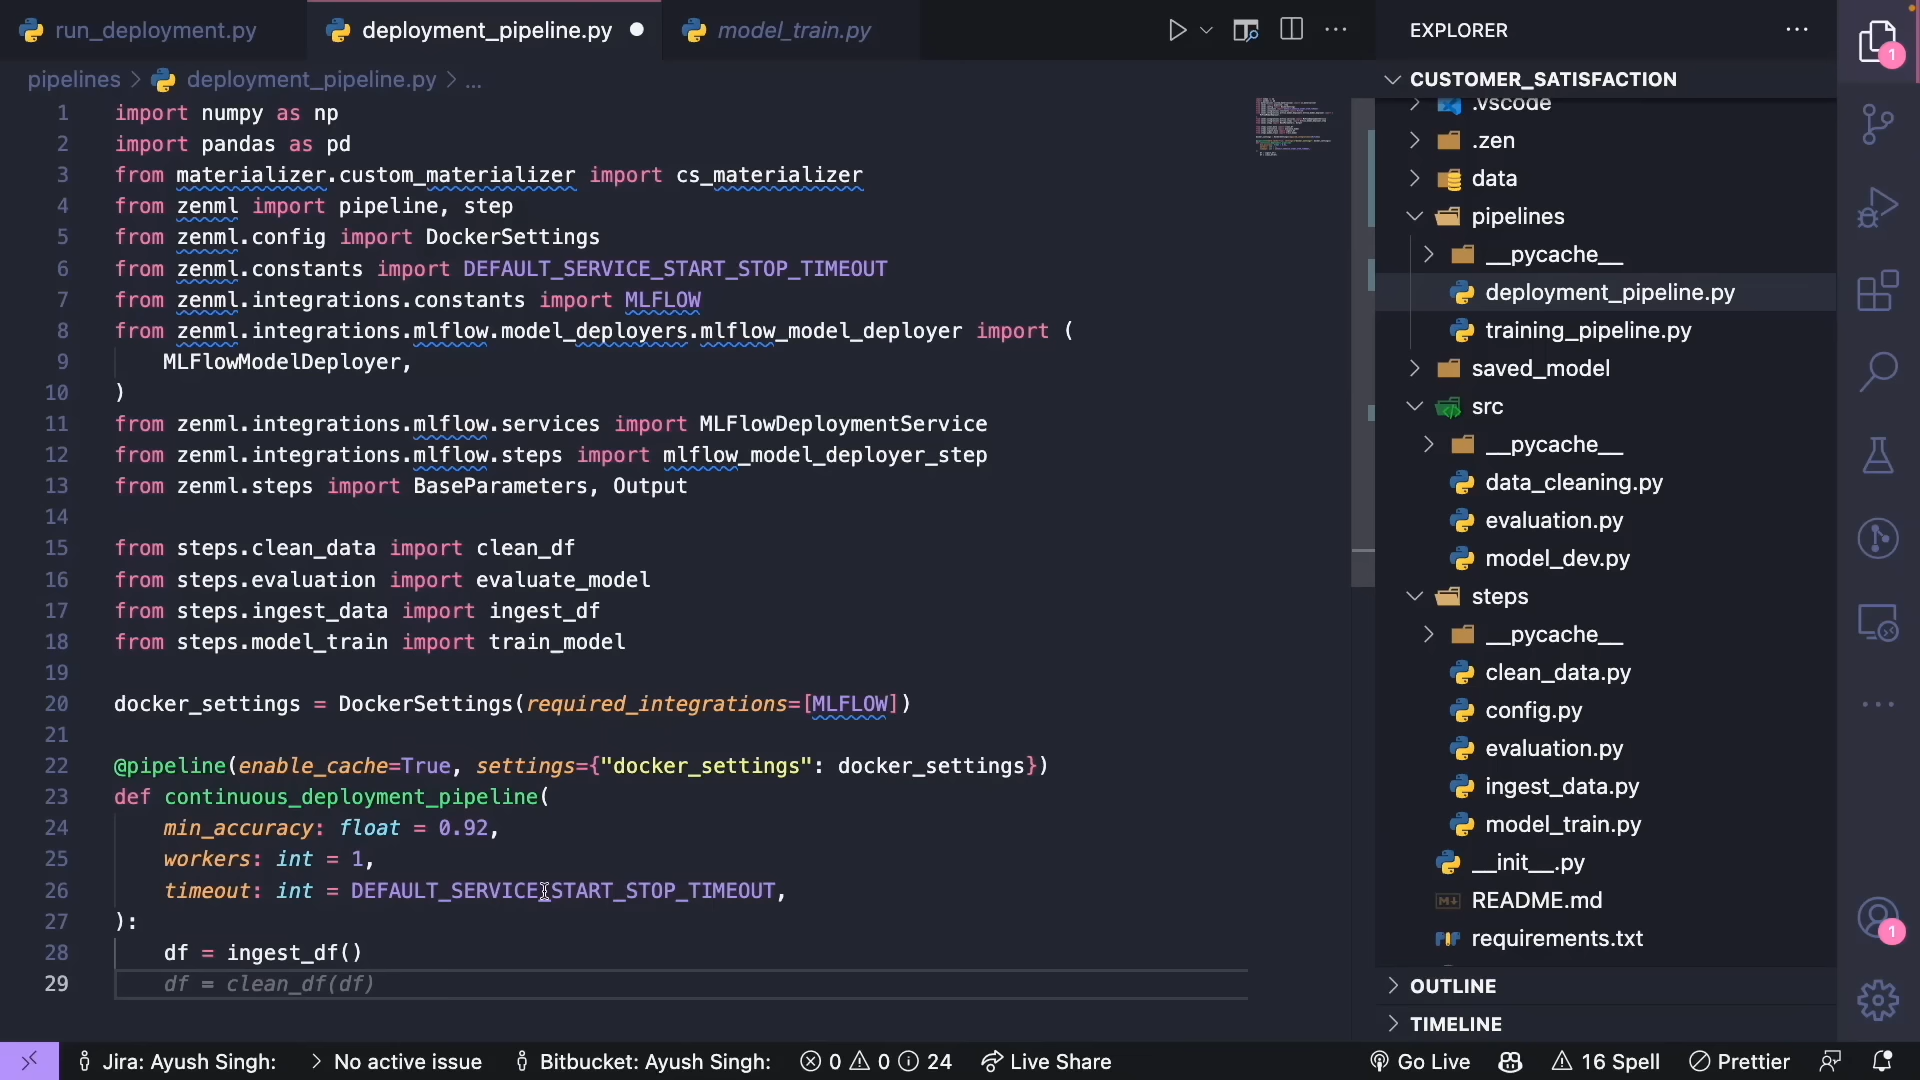 run_deployment.py
deployment_pipeline.py
model_train.py
pipelines > deployment_pipeline.py > ...
1 import numpy as np
2 import pandas as pd
3 from materializer.custom_materializer import cs_materializer
4 from zenml import pipeline, step
5 from zenml.config import DockerSettings
6 from zenml.constants import DEFAULT_SERVICE_START_STOP_TIMEOUT
7 from zenml.integrations.constants import MLFLOW
8 from zenml.integrations.mlflow.model_deployers.mlflow_model_deployer import (
9     MLFlowModelDeployer,
10 )
11 from zenml.integrations.mlflow.services import MLFlowDeploymentService
12 from zenml.integrations.mlflow.steps import mlflow_model_deployer_step
13 from zenml.steps import BaseParameters, Output
14
15 from steps.clean_data import clean_df
16 from steps.evaluation import evaluate_model
17 from steps.ingest_data import ingest_df
18 from steps.model_train import train_model
19
20 docker_settings = DockerSettings(required_integrations=[MLFLOW])
21
22 @pipeline(enable_cache=True, settings={"docker_settings": docker_settings})
23 def continuous_deployment_pipeline(
24     min_accuracy: float = 0.92,
25     workers: int = 1,
26     timeout: int = DEFAULT_SERVICE_START_STOP_TIMEOUT,
27 ):
28     df = ingest_df()
29     df = clean_df(df)
EXPLORER
CUSTOMER_SATISFACTION
.vscode
.zen
data
pipelines
__pycache__
deployment_pipeline.py
training_pipeline.py
saved_model
src
__pycache__
data_cleaning.py
evaluation.py
model_dev.py
steps
__pycache__
clean_data.py
config.py
evaluation.py
ingest_data.py
model_train.py
__init__.py
README.md
requirements.txt
OUTLINE
TIMELINE
1
1
Jira: Ayush Singh: > No active issue Bitbucket: Ayush Singh: 0 0 24 Live Share Go Live 16 Spell Prettier